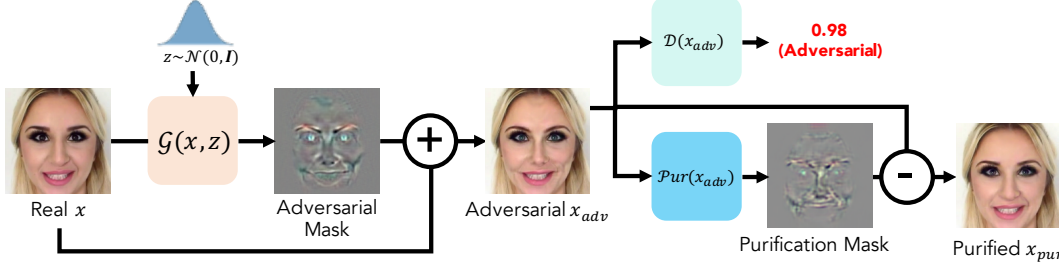 z~𝒩(0, I)
𝒢(x, z)
+
Real x
Adversarial
Mask
Adversarial x_adv
𝒟(x_adv)
0.98
(Adversarial)
𝒫ur(x_adv)
Purification Mask
-
Purified x_pur